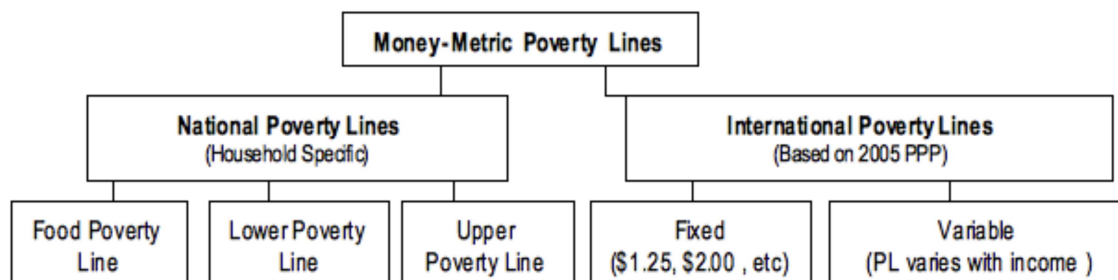 Money-Metric Poverty Lines
National Poverty Lines
(Household Specific)
International Poverty Lines
(Based on 2005 PPP)
Food Poverty
Line
Lower Poverty
Line
Upper
Poverty Line
Fixed
($1.25, $2.00 , etc)
Variable
(PL varies with income )